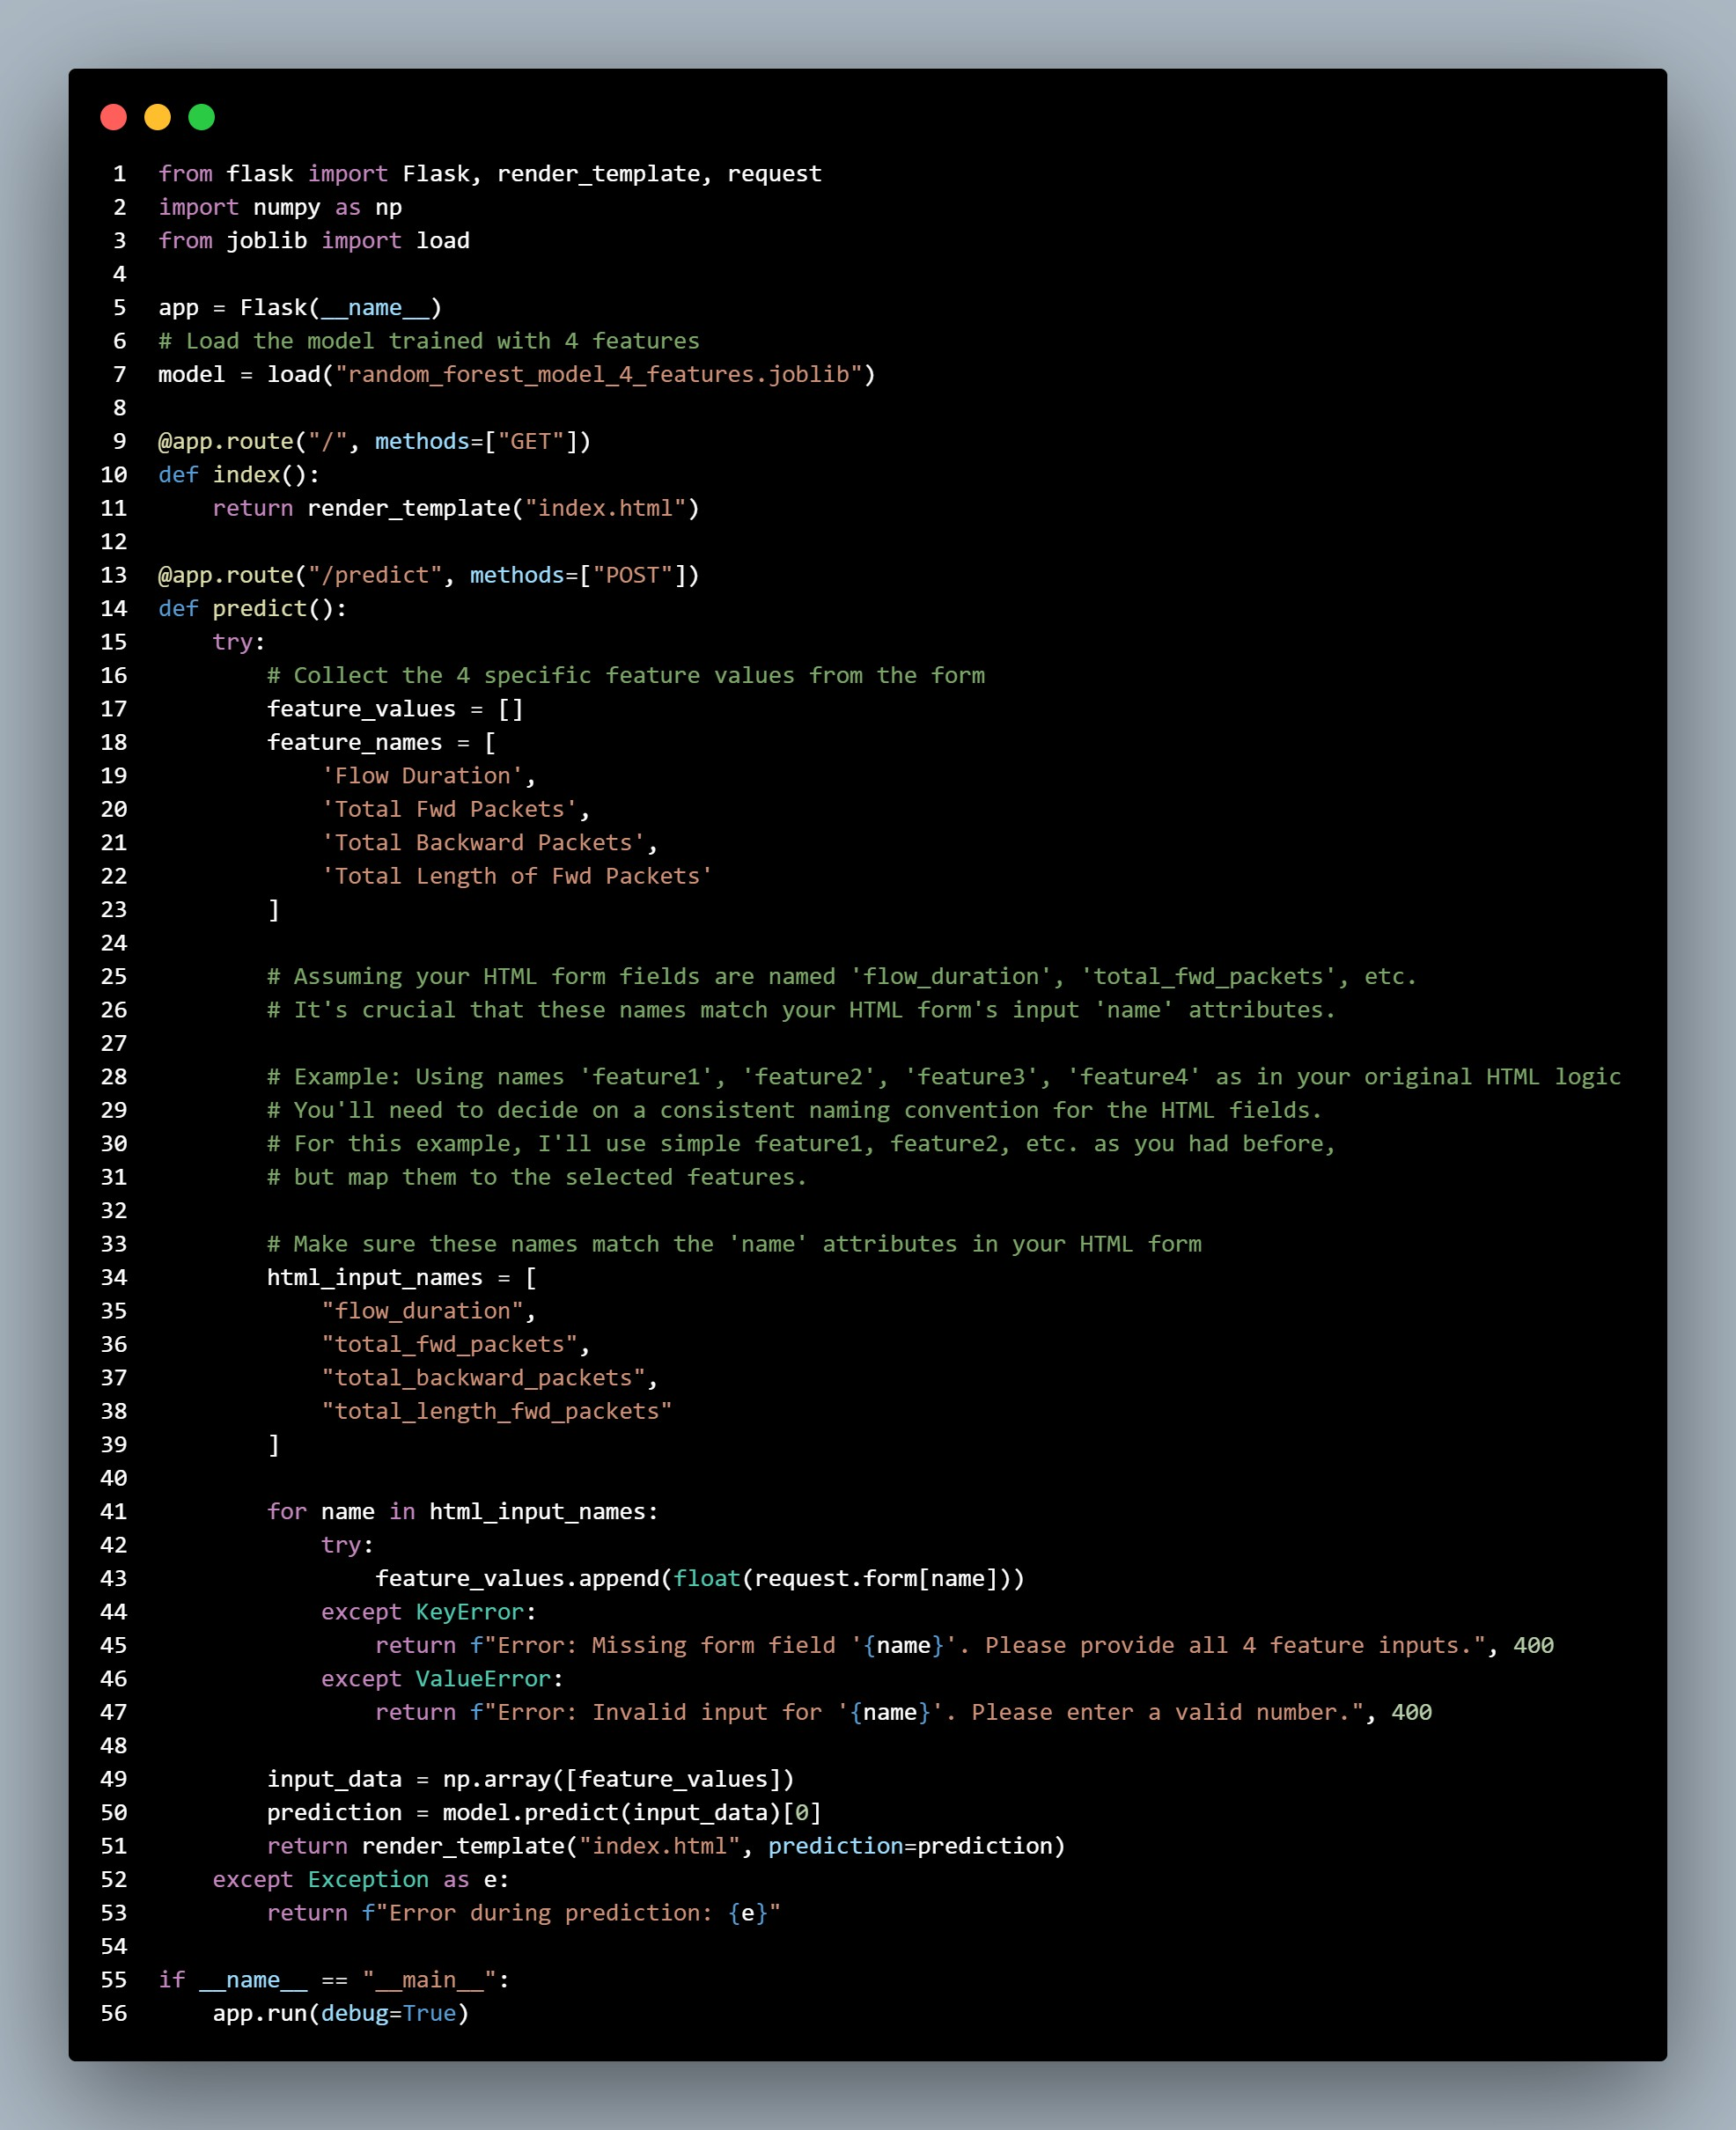 1 from flask import Flask, render_template, request
2 import numpy as np
3 from joblib import load
4
5 app = Flask(__name__)
6 # Load the model trained with 4 features
7 model = load("random_forest_model_4_features.joblib")
8
9 @app.route("/", methods=["GET"])
10 def index():
11     return render_template("index.html")
12
13 @app.route("/predict", methods=["POST"])
14 def predict():
15     try:
16         # Collect the 4 specific feature values from the form
17         feature_values = []
18         feature_names = [
19             'Flow Duration',
20             'Total Fwd Packets',
21             'Total Backward Packets',
22             'Total Length of Fwd Packets'
23         ]
24
25         # Assuming your HTML form fields are named 'flow_duration', 'total_fwd_packets', etc.
26         # It's crucial that these names match your HTML form's input 'name' attributes.
27
28         # Example: Using names 'feature1', 'feature2', 'feature3', 'feature4' as in your original HTML logic
29         # You'll need to decide on a consistent naming convention for the HTML fields.
30         # For this example, I'll use simple feature1, feature2, etc. as you had before,
31         # but map them to the selected features.
32
33         # Make sure these names match the 'name' attributes in your HTML form
34         html_input_names = [
35             "flow_duration",
36             "total_fwd_packets",
37             "total_backward_packets",
38             "total_length_fwd_packets"
39         ]
40
41         for name in html_input_names:
42             try:
43                 feature_values.append(float(request.form[name]))
44             except KeyError:
45                 return f"Error: Missing form field '{name}'. Please provide all 4 feature inputs.", 400
46             except ValueError:
47                 return f"Error: Invalid input for '{name}'. Please enter a valid number.", 400
48
49         input_data = np.array([feature_values])
50         prediction = model.predict(input_data)[0]
51         return render_template("index.html", prediction=prediction)
52     except Exception as e:
53         return f"Error during prediction: {e}"
54
55 if __name__ == "__main__":
56     app.run(debug=True)